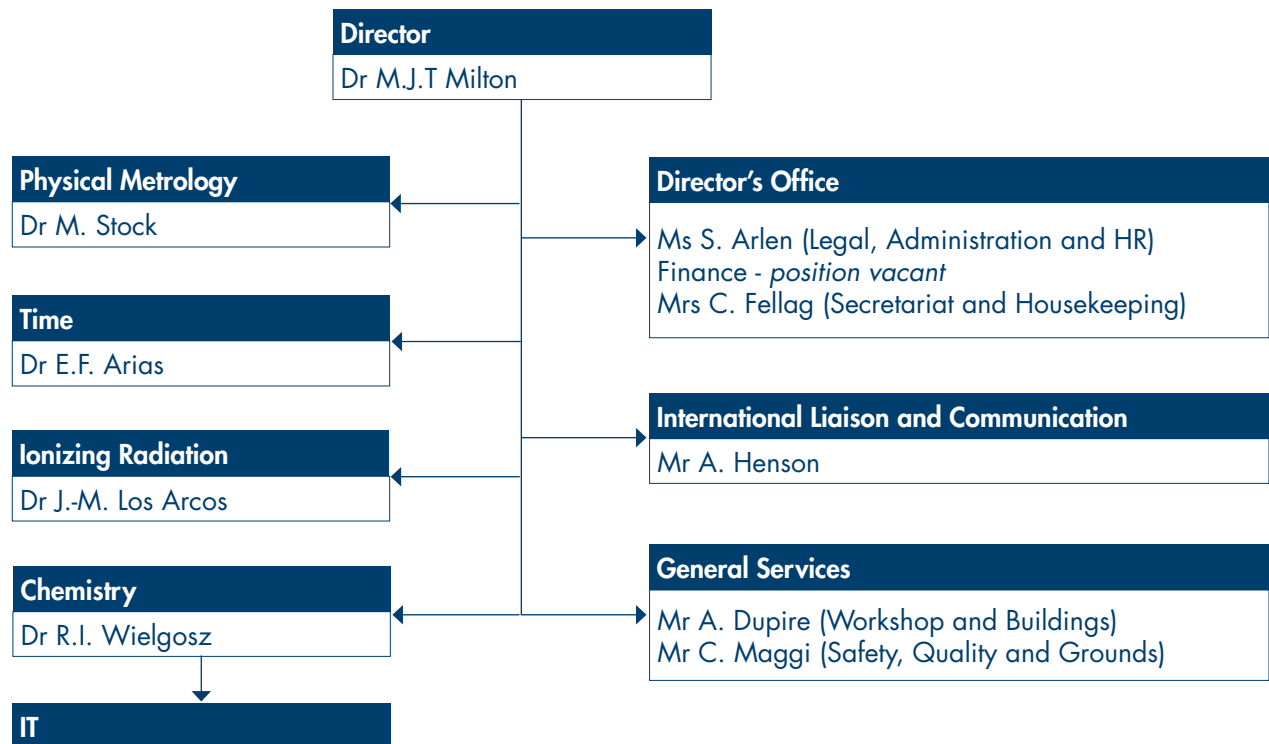 Director
Dr M.J.T Milton
Physical Metrology
Dr M. Stock
Time
Dr E.F. Arias
Ionizing Radiation
Dr J.-M. Los Arcos
Chemistry
Dr R.I. Wielgosz
IT
Director’s Office
Ms S. Arlen (Legal, Administration and HR)
Finance - position vacant
Mrs C. Fellag (Secretariat and Housekeeping)
International Liaison and Communication
Mr A. Henson
General Services
Mr A. Dupire (Workshop and Buildings)
Mr C. Maggi (Safety, Quality and Grounds)